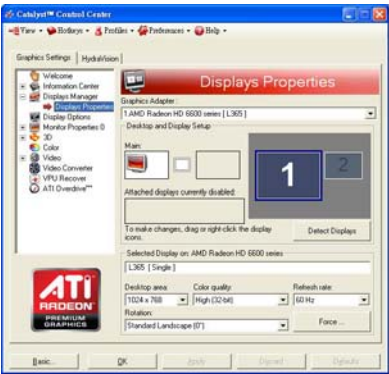 Catalyst™ Control Center
View Hotkeys Profiles Preferences Help
Graphics Settings HydraVision
Welcome
Information Center
Displays Manager
Displays Properties
Display Options
Monitor Properties 0
3D
Color
Video
Video Converter
VPU Recover
ATI Overdrive™
Displays Properties
Graphics Adapter :
1.AMD Radeon HD 6600 series [ L365 ]
Desktop and Display Setup
Main:
1
2
Attached displays currently disabled:
To make changes, drag or right-click the display
icons.
Detect Displays
Selected Display on: AMD Radeon HD 6600 series
L365 [ Single ]
Desktop area: Color quality: Refresh rate:
1024 x 768 High (32-bit) 60 Hz
Rotation:
Standard Landscape (0°)
Force ...
ATI
RADEON
PREMIUM
GRAPHICS
Basic... OK Apply Discard Defaults